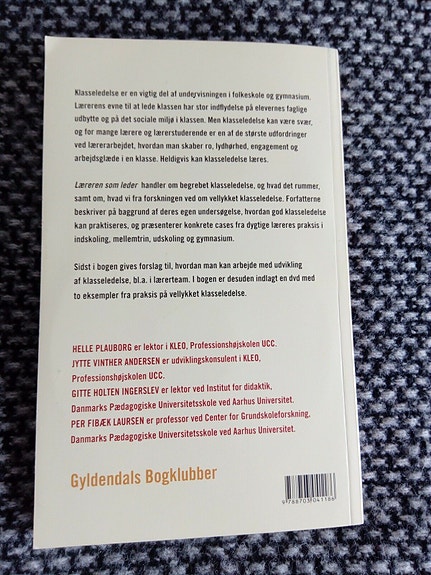 Klasseledelse er en vigtig del af undervisningen i folkeskole og gymnasium.
Lærerens evne til at lede klassen har stor indflydelse på elevernes faglige
udbytte og på det sociale miljø i klassen. Men klasseledelse kan være svær,
og for mange lærere og lærerstuderende er en af de største udfordringer
ved lærerarbejdet, hvordan man skaber ro, lydhørhed, engagement og
arbejdsglæde i en klasse. Heldigvis kan klasseledelse læres.
Læreren som leder handler om begrebet klasseledelse, og hvad det rummer,
samt om, hvad vi fra forskningen ved om vellykket klasseledelse. Forfatterne
beskriver på baggrund af deres egen undersøgelse, hvordan god klasseledelse
kan praktiseres, og præsenterer konkrete cases fra dygtige læreres praksis i
indskoling, mellemtrin, udskoling og gymnasium.
Sidst i bogen gives forslag til, hvordan man kan arbejde med udvikling
af klasseledelse, bl.a. i lærerteam. I bogen er desuden indlagt en dvd med
to eksempler fra praksis på vellykket klasseledelse.
HELLE PLAUBORG er lektor i KLEO, Professionshøjskolen UCC.
JYTTE VINTHER ANDERSEN er udviklingskonsulent i KLEO,
Professionshøjskolen UCC.
GITTE HOLTEN INGERSLEV er lektor ved Institut for didaktik,
Danmarks Pædagogiske Universitetsskole ved Aarhus Universitet.
PER FIBÆK LAURSEN er professor ved Center for Grundskoleforskning,
Danmarks Pædagogiske Universitetsskole ved Aarhus Universitet.
Gyldendals Bogklubber
9 788703 041186